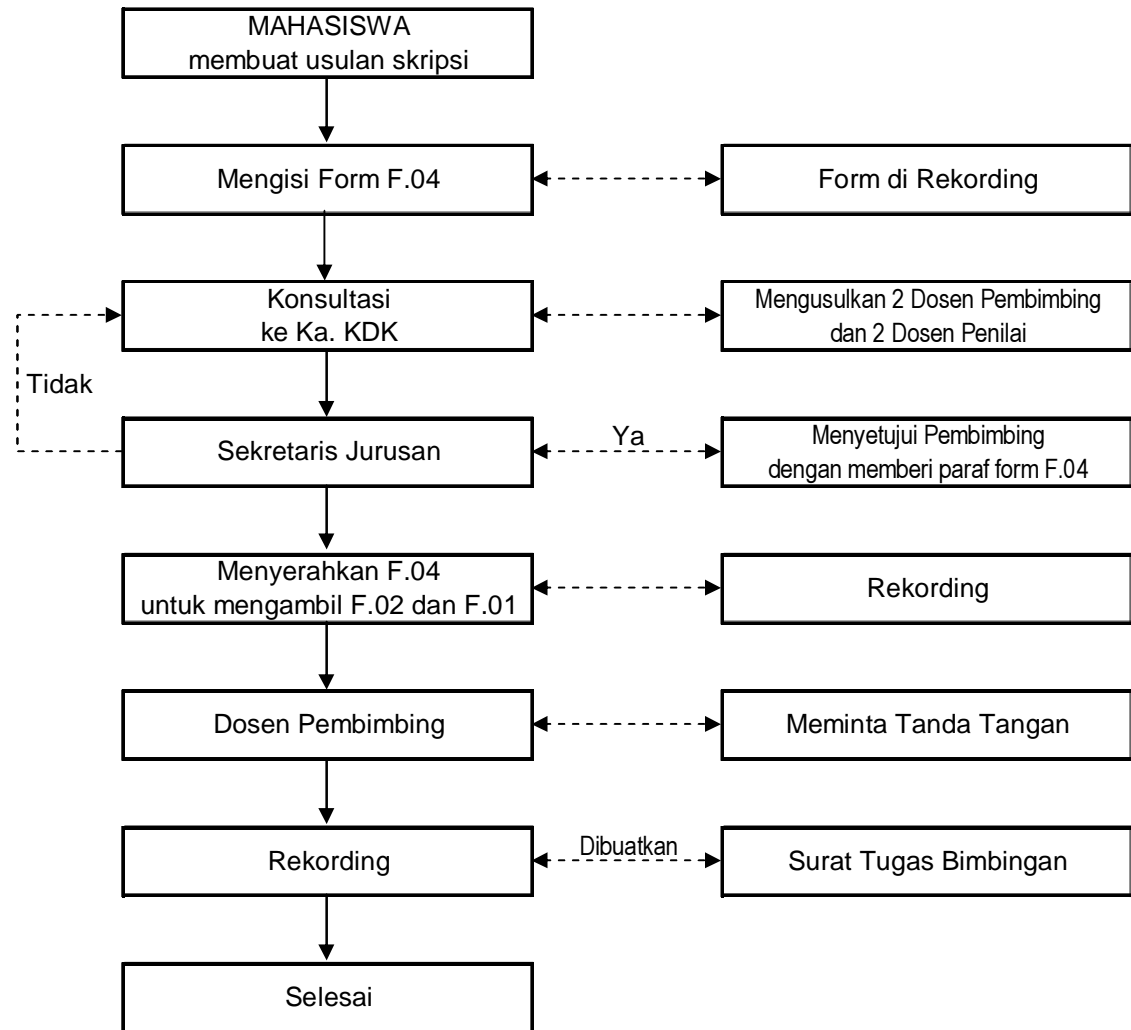 MAHASISWA
membuat usulan skripsi
Mengisi Form F.04
Form di Rekording
Konsultasi
ke Ka. KDK
Mengusulkan 2 Dosen Pembimbing
dan 2 Dosen Penilai
Tidak
Sekretaris Jurusan
Ya
Menyetujui Pembimbing
dengan memberi paraf form F.04
Menyerahkan F.04
untuk mengambil F.02 dan F.01
Rekording
Dosen Pembimbing
Meminta Tanda Tangan
Rekording
Dibuatkan
Surat Tugas Bimbingan
Selesai